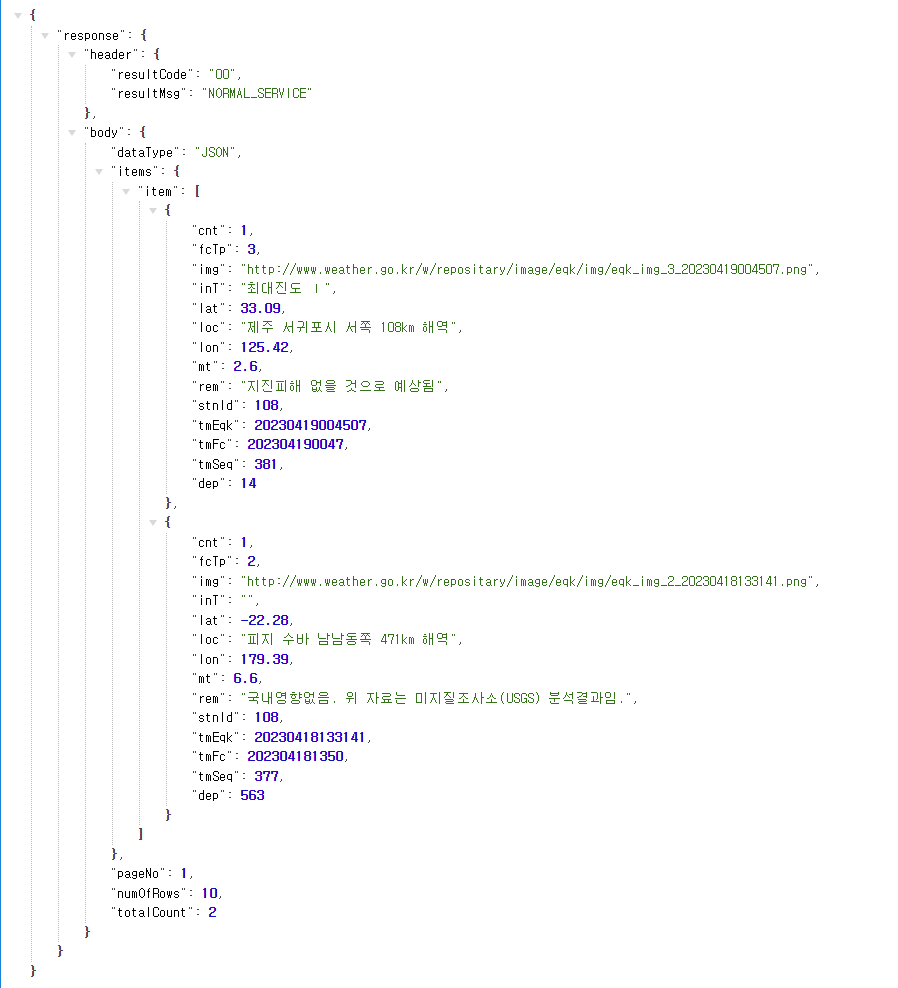 {
"response": {
"header": {
"resultCode": "00",
"resultMsg": "NORMAL_SERVICE"
},
"body": {
"dataType": "JSON",
"items": {
"item": [
{
"cnt": 1,
"fcTp": 3,
"img": "http://www.weather.go.kr/w/repositary/image/eqk/img/eqk_img_3_20230419004507.png",
"inT": "최대진도 Ⅰ",
"lat": 33.09,
"loc": "제주 서귀포시 서쪽 108km 해역",
"lon": 125.42,
"mt": 2.6,
"rem": "지진피해 없을 것으로 예상됨",
"stnId": 108,
"tmEqk": 20230419004507,
"tmFc": 202304190047,
"tmSeq": 381,
"dep": 14
},
{
"cnt": 1,
"fcTp": 2,
"img": "http://www.weather.go.kr/w/repositary/image/eqk/img/eqk_img_2_20230418133141.png",
"inT": "",
"lat": -22.28,
"loc": "피지 수바 남남동쪽 471km 해역",
"lon": 179.39,
"mt": 6.6,
"rem": "국내영향없음. 위 자료는 미지질조사소(USGS) 분석결과임.",
"stnId": 108,
"tmEqk": 20230418133141,
"tmFc": 202304181350,
"tmSeq": 377,
"dep": 563
}
]
},
"pageNo": 1,
"numOfRows": 10,
"totalCount": 2
}
}
}